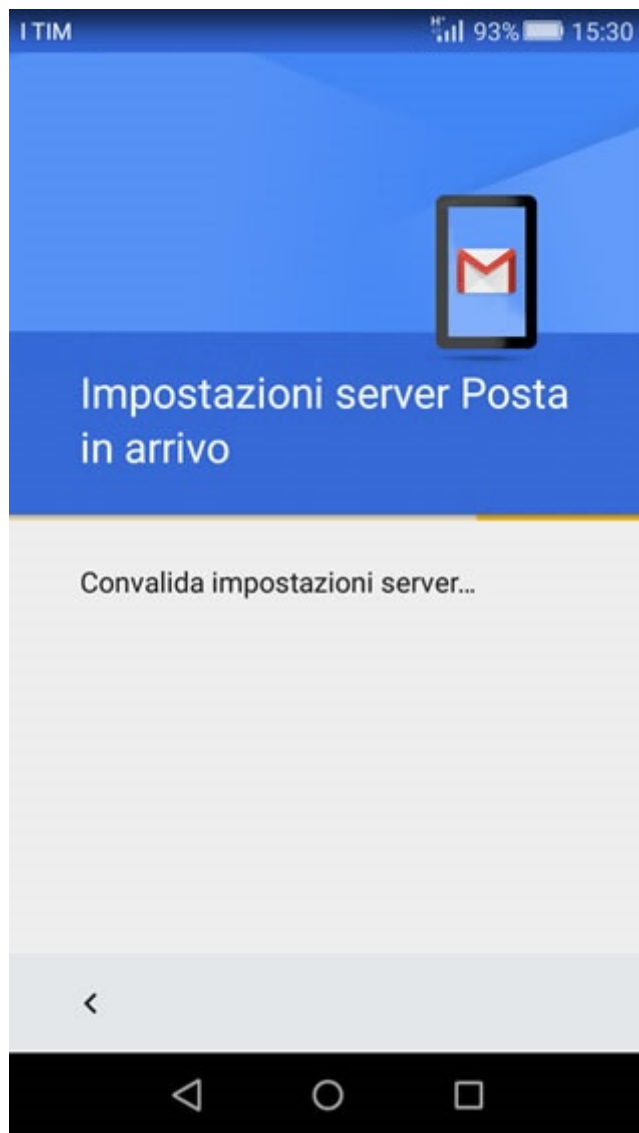 I TIM H+ 93% 15:30
Impostazioni server Posta
in arrivo
Convalida impostazioni server...